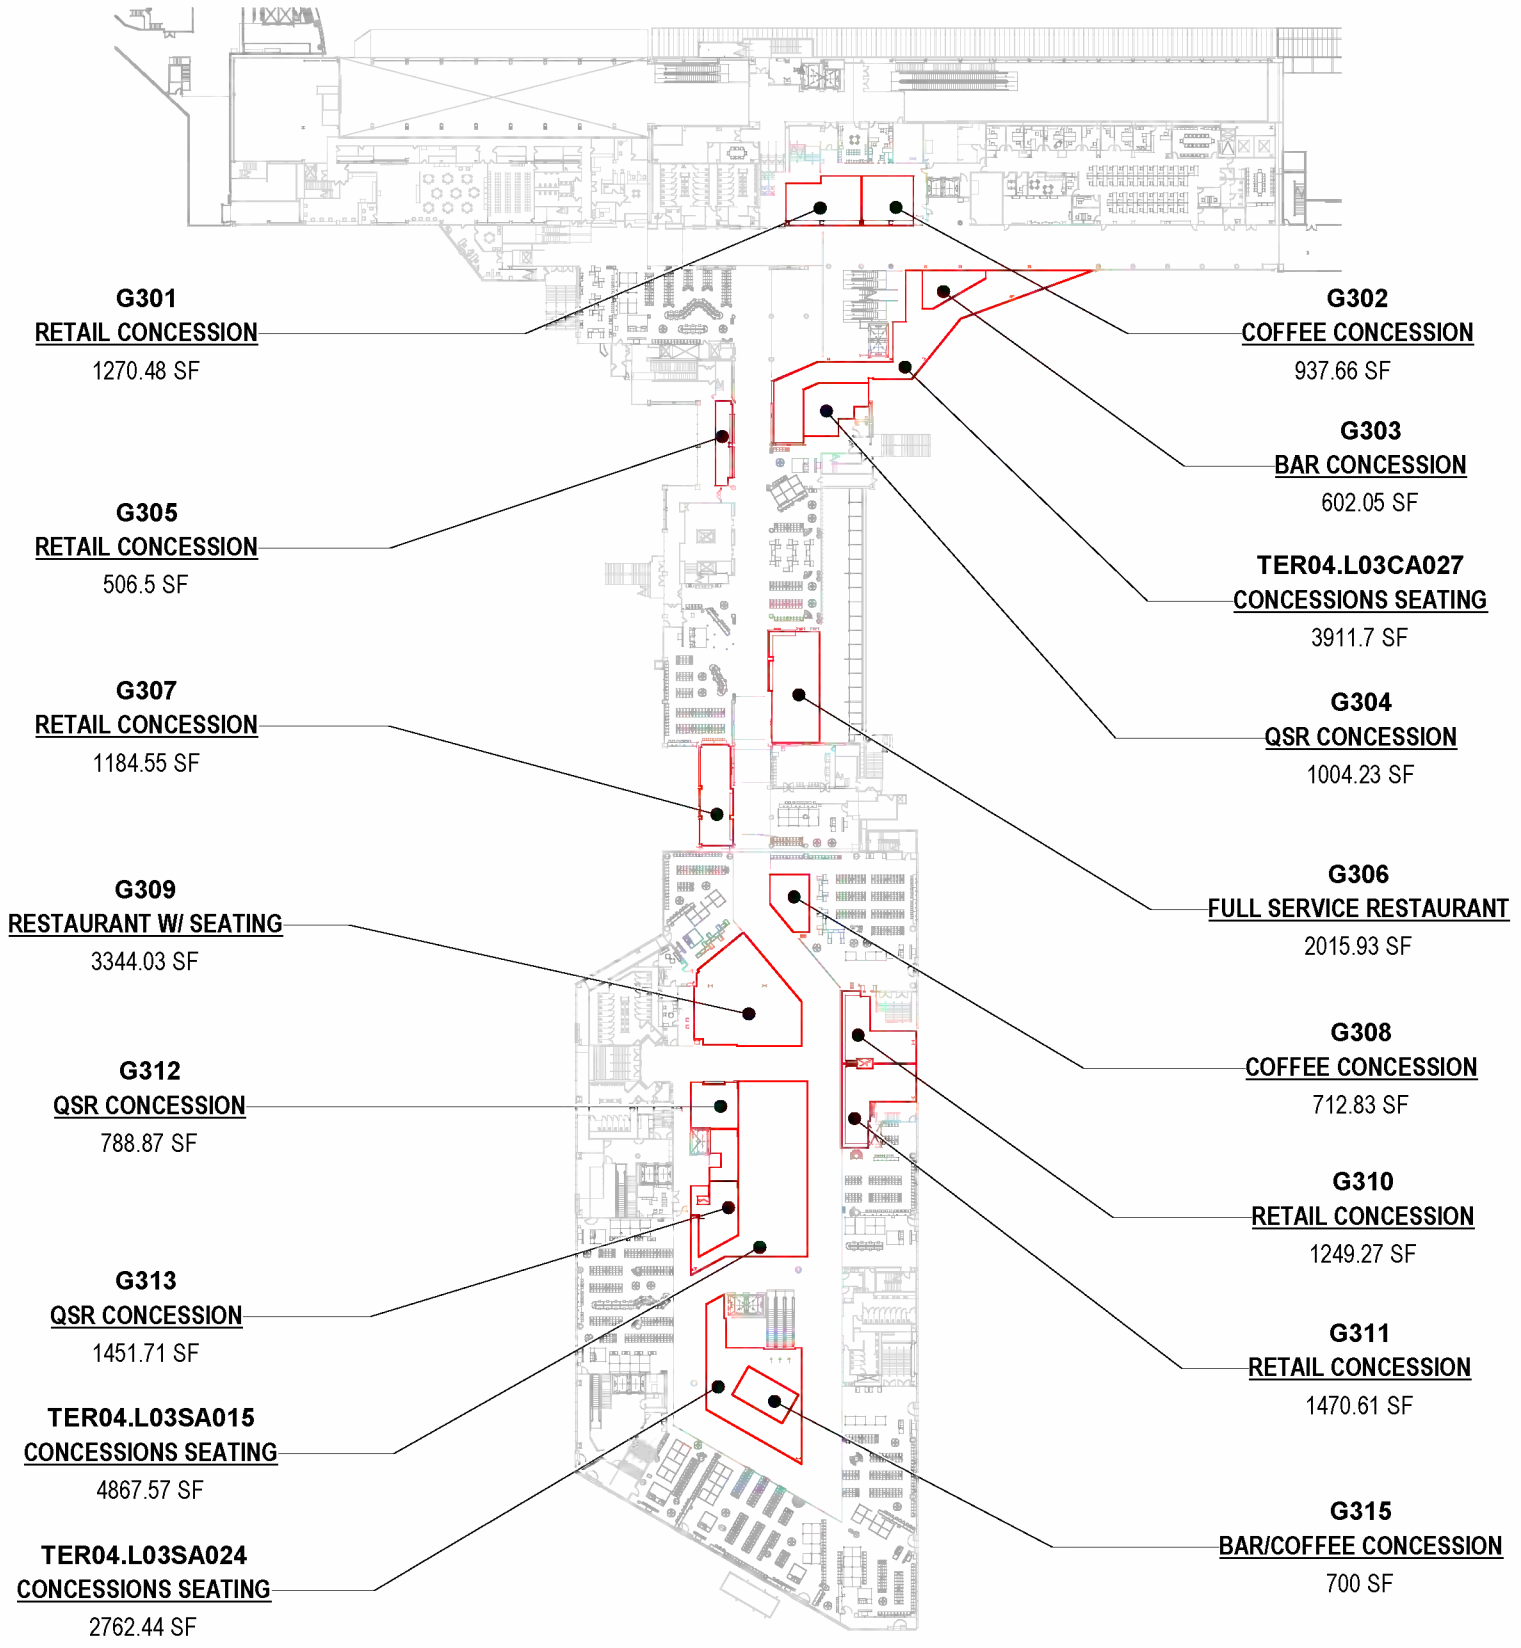 G301
RETAIL CONCESSION
1270.48 SF
G305
RETAIL CONCESSION
506.5 SF
G307
RETAIL CONCESSION
1184.55 SF
G309
RESTAURANT W/ SEATING
3344.03 SF
G312
QSR CONCESSION
788.87 SF
G313
QSR CONCESSION
1451.71 SF
TER04.L03SA015
CONCESSIONS SEATING
4867.57 SF
TER04.L03SA024
CONCESSIONS SEATING
2762.44 SF
G302
COFFEE CONCESSION
937.66 SF
G303
BAR CONCESSION
602.05 SF
TER04.L03CA027
CONCESSIONS SEATING
3911.7 SF
G304
QSR CONCESSION
1004.23 SF
G306
FULL SERVICE RESTAURANT
2015.93 SF
G308
COFFEE CONCESSION
712.83 SF
G310
RETAIL CONCESSION
1249.27 SF
G311
RETAIL CONCESSION
1470.61 SF
G315
BAR/COFFEE CONCESSION
700 SF